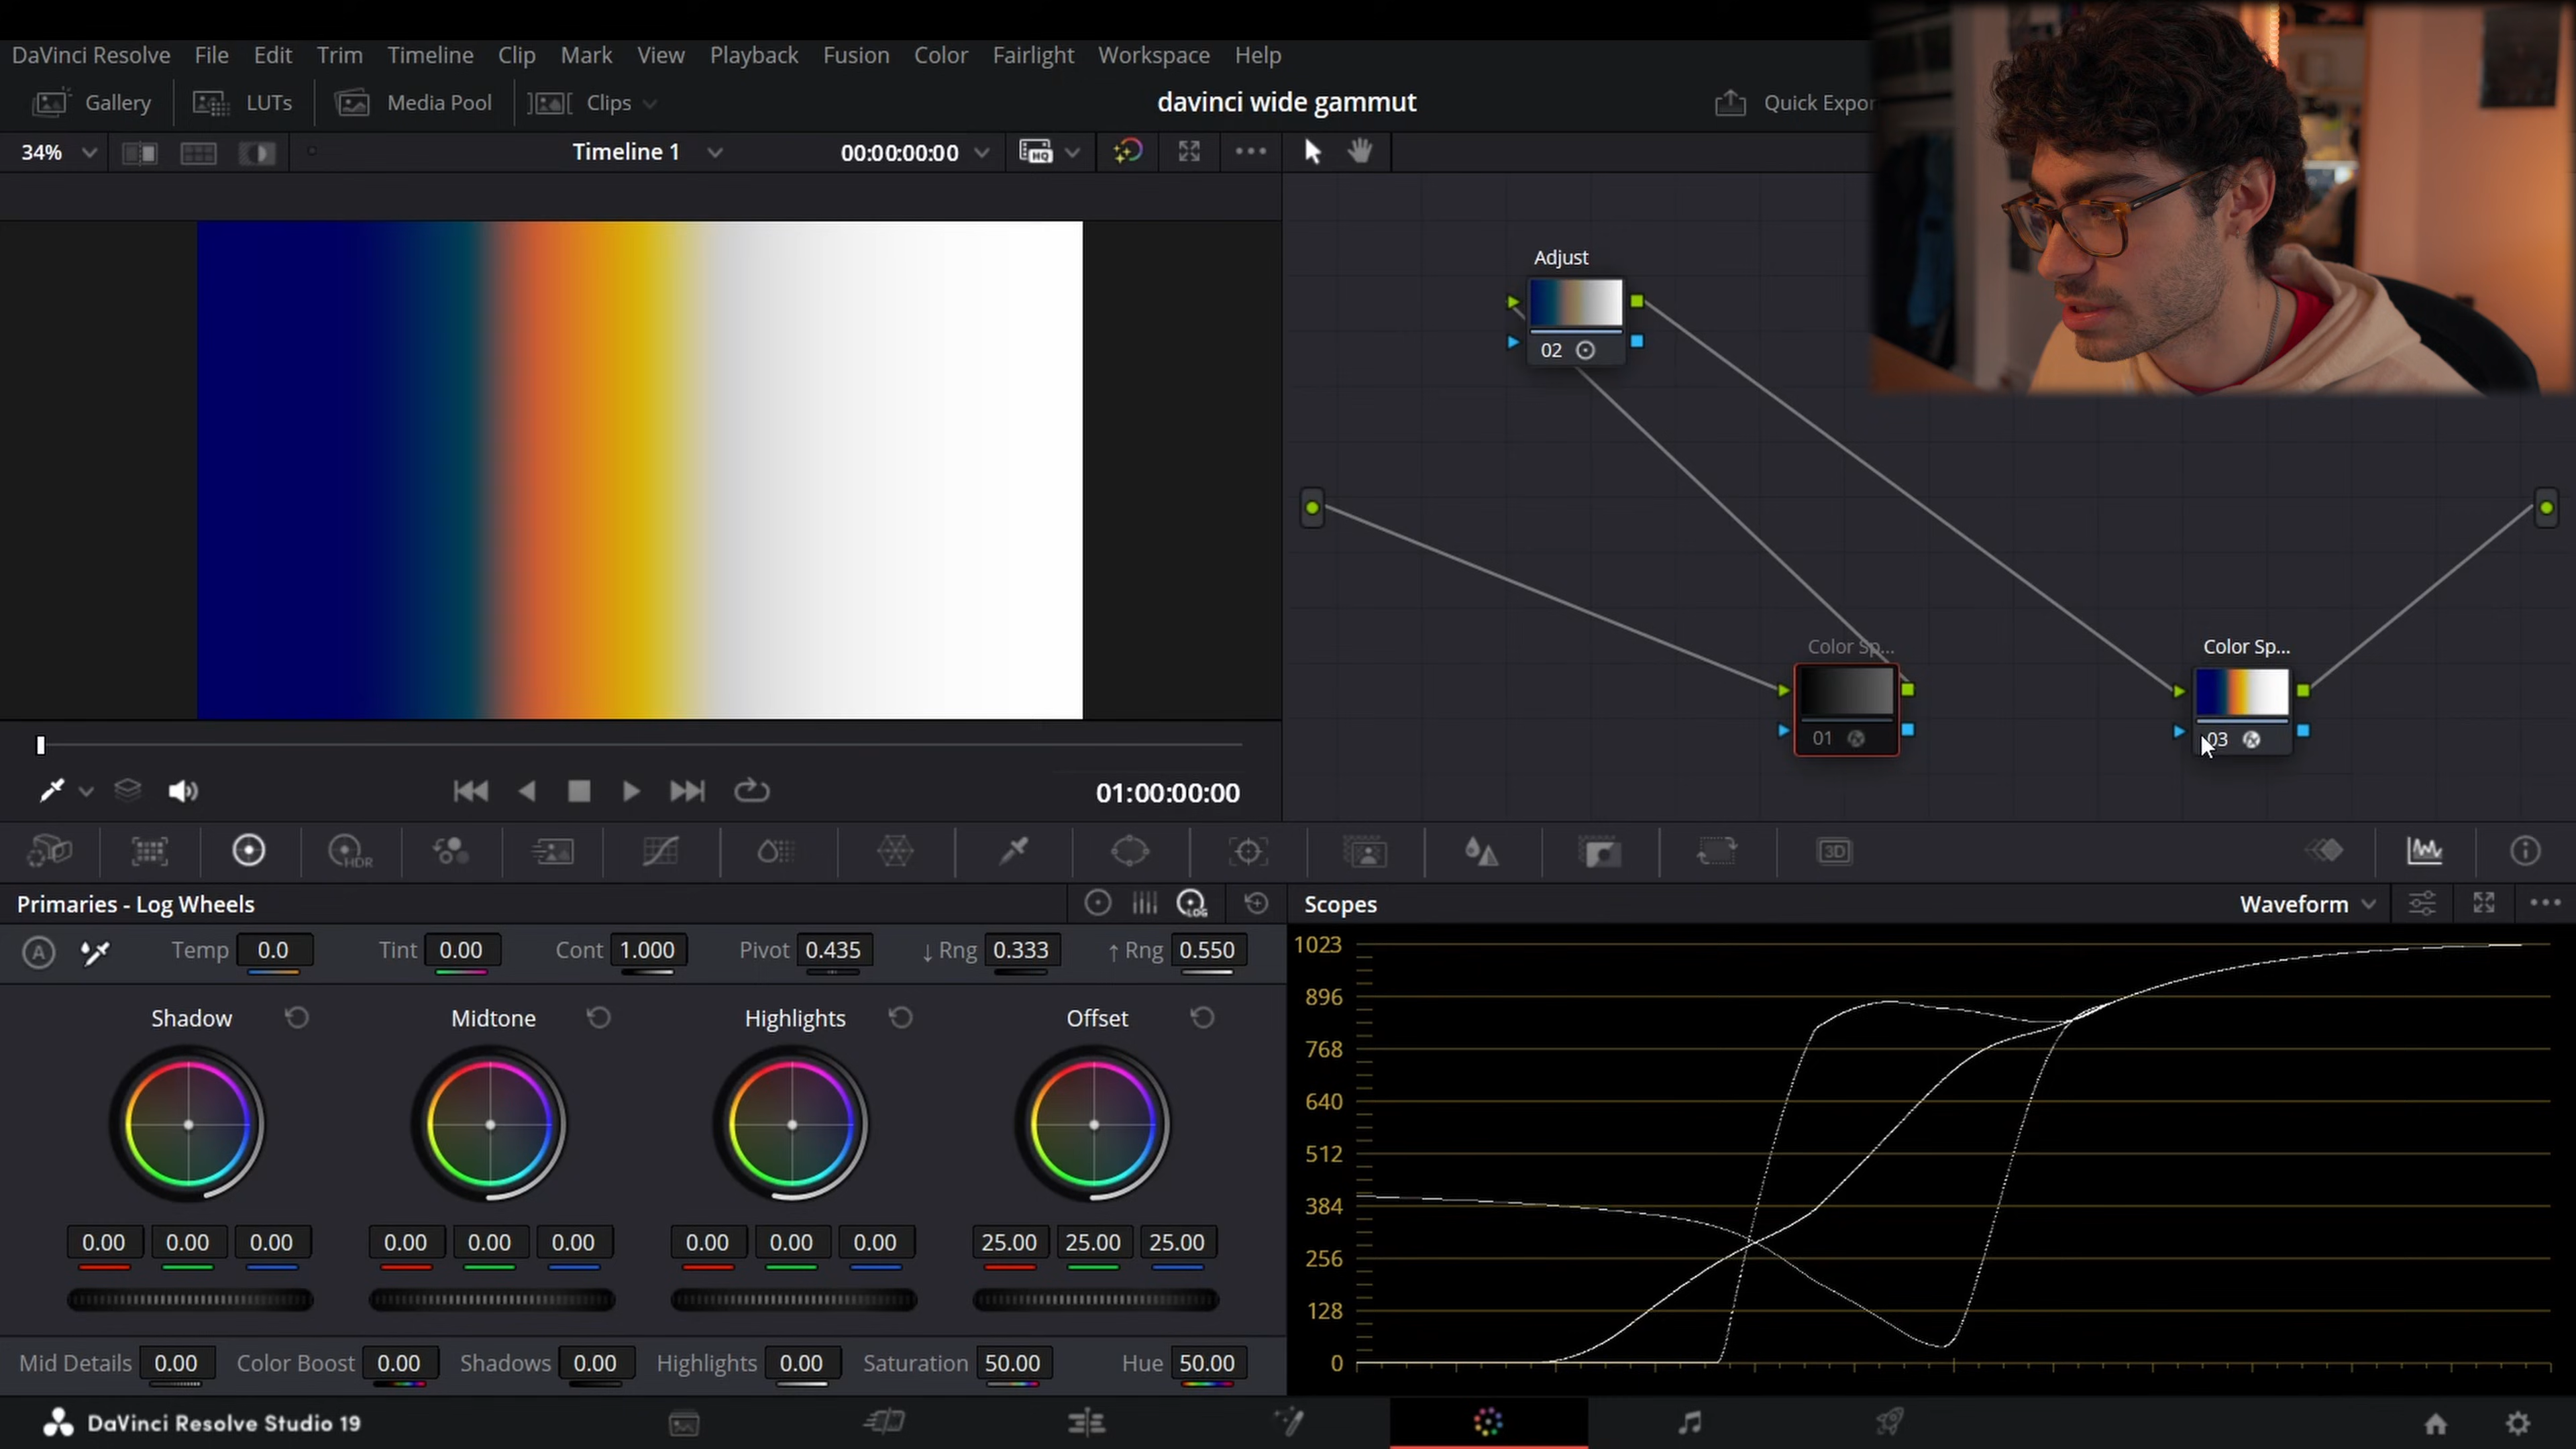 DaVinci Resolve File Edit Trim Timeline Clip Mark View Playback Fusion Color Fairlight Workspace Help
Gallery LUTs Media Pool Clips davinci wide gammut Quick Expor
34% Timeline 1 00:00:00:00 HQ
Adjust
02
Color Sp... Color Sp...
01 03
01:00:00:00
HDR 3D
Primaries - Log Wheels LOG Scopes Waveform
A Temp 0.0 Tint 0.00 Cont 1.000 Pivot 0.435 ↓ Rng 0.333 ↑ Rng 0.550
Shadow Midtone Highlights Offset
0.00 0.00 0.00 0.00 0.00 0.00 0.00 0.00 0.00 25.00 25.00 25.00
Mid Details 0.00 Color Boost 0.00 Shadows 0.00 Highlights 0.00 Saturation 50.00 Hue 50.00
1023
896
768
640
512
384
256
128
0
DaVinci Resolve Studio 19